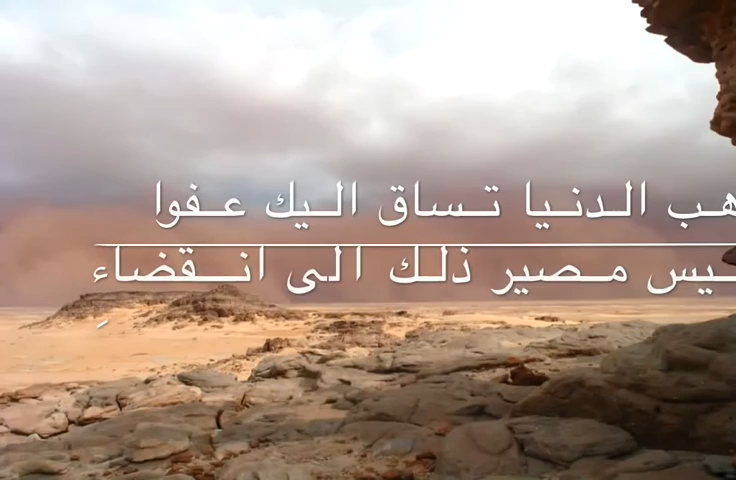 هب الدنيا تساق اليك عفوا
مصير ذلك الى انقضاء